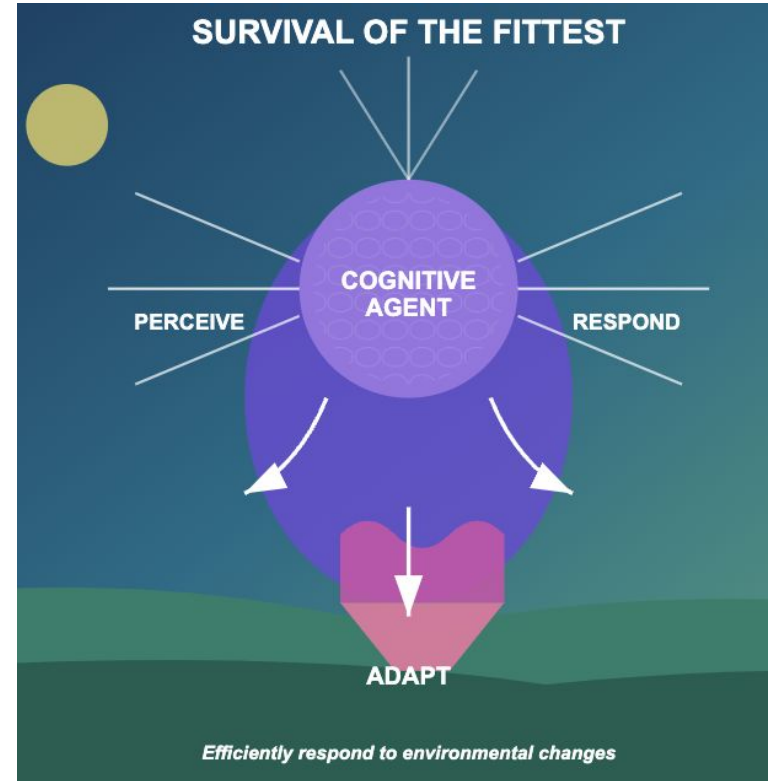 SURVIVAL OF THE FITTEST
COGNITIVE
AGENT
PERCEIVE
RESPOND
ADAPT
Efficiently respond to environmental changes